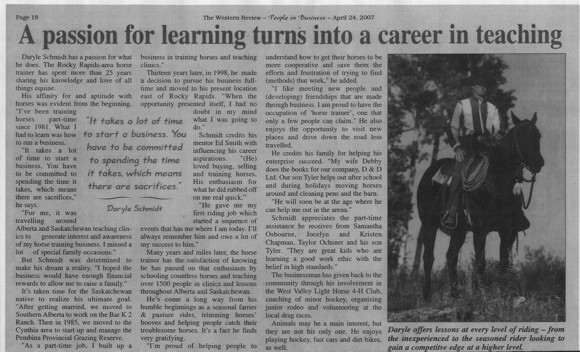 Page 18
The Western Review – People in Business – April 24, 2007
A passion for learning turns into a career in teaching
Daryle Schmidt has a passion for what
he does. The Rocky Rapids-area horse
trainer has spent more than 25 years
sharing his knowledge and love of all
things equine.
His affinity for and aptitude with
horses was evident from the beginning.
"I've been training
horses part-time
since 1981. What I
had to learn was how
to run a business.
"It takes a lot
of time to start a
business. You have
to be committed to
spending the time it
takes, which means
there are sacrifices,"
he says.
"For me, it was
travelling around
Alberta and Saskatchewan teaching clin-
ics to generate interest and awareness
of my horse training business. I missed a
lot of special family occasions."
But Schmidt was determined to
make his dream a reality. "I hoped the
business would have enough financial
rewards to allow me to raise a family."
It's taken time for the Saskatchewan
native to realize his ultimate goal.
"After getting married, we moved to
Southern Alberta to work on the Bar K 2
Ranch. Then in 1985, we moved to the
Cynthia area to start up and manage the
Pembina Provincial Grazing Reserve.
"As a part-time job, I built up a
business in training horses and teaching
clinics."
Thirteen years later, in 1998, he made
a decision to pursue his business full-
time and moved to his present location
east of Rocky Rapids. "When the
opportunity presented itself, I had no
doubt in my mind
what I was going to
do."
Schmidt credits his
mentor Ed Smith with
influencing his career
aspirations. "(He)
loved buying, selling
and training horses.
His enthusiasm for
what he did rubbed off
on me real quick."
"He gave me my
first riding job which
started a sequence of
events that has me where I am today. I'll
always remember him and owe a lot of
my success to him."
Many years and miles later, the horse
trainer has the satisfaction of knowing
he has passed on that enthusiasm by
schooling countless horses and teaching
over 1500 people in clinics and lessons
throughout Alberta and Saskatchewan.
He's come a long way from his
humble beginnings as a seasonal farrier
& pasture rider, trimming horses'
hooves and helping people catch their
troublesome horses. It's a fact he finds
very gratifying.
"I'm proud of helping people to
"It takes a lot of time
to start a business. You
have to be committed
to spending the time
it takes, which means
there are sacrifices."
Daryle Schmidt
understand how to get their horses to be
more cooperative and save them the
efforts and frustration of trying to find
(methods) that work," he added.
"I like meeting new people and
(developing) friendships that are made
through business. I am proud to have the
occupation of 'horse trainer', one that
only a few people can claim." He also
enjoys the opportunity to visit new
places and drive down the road less
travelled.
He credits his family for helping his
enterprise succeed. "My wife Debby
does the books for our company, D & D
Ltd. Our son Tyler helps out after school
and during holidays moving horses
around and cleaning pens and the barn.
"He will soon be at the age where he
can help me out in the arena."
Schmidt appreciates the part-time
assistance he receives from Samantha
Osbourne, Jocelyn and Kristen
Chapman, Taylor Ochsner and his son
Tyler. "They are great kids who are
learning a good work ethic with the
belief in high standards."
The businessman has given back to the
community through his involvement in
the West Valley Light Horse 4-H Club,
coaching of minor hockey, organizing
junior rodeo and volunteering at the
local drag races.
Animals may be a main interest, but
they are not his only one. He enjoys
playing hockey, fast cars and dirt bikes,
as well.
Daryle offers lessons at every level of riding – from
the inexperienced to the seasoned rider looking to
gain a competitve edge at a higher level.